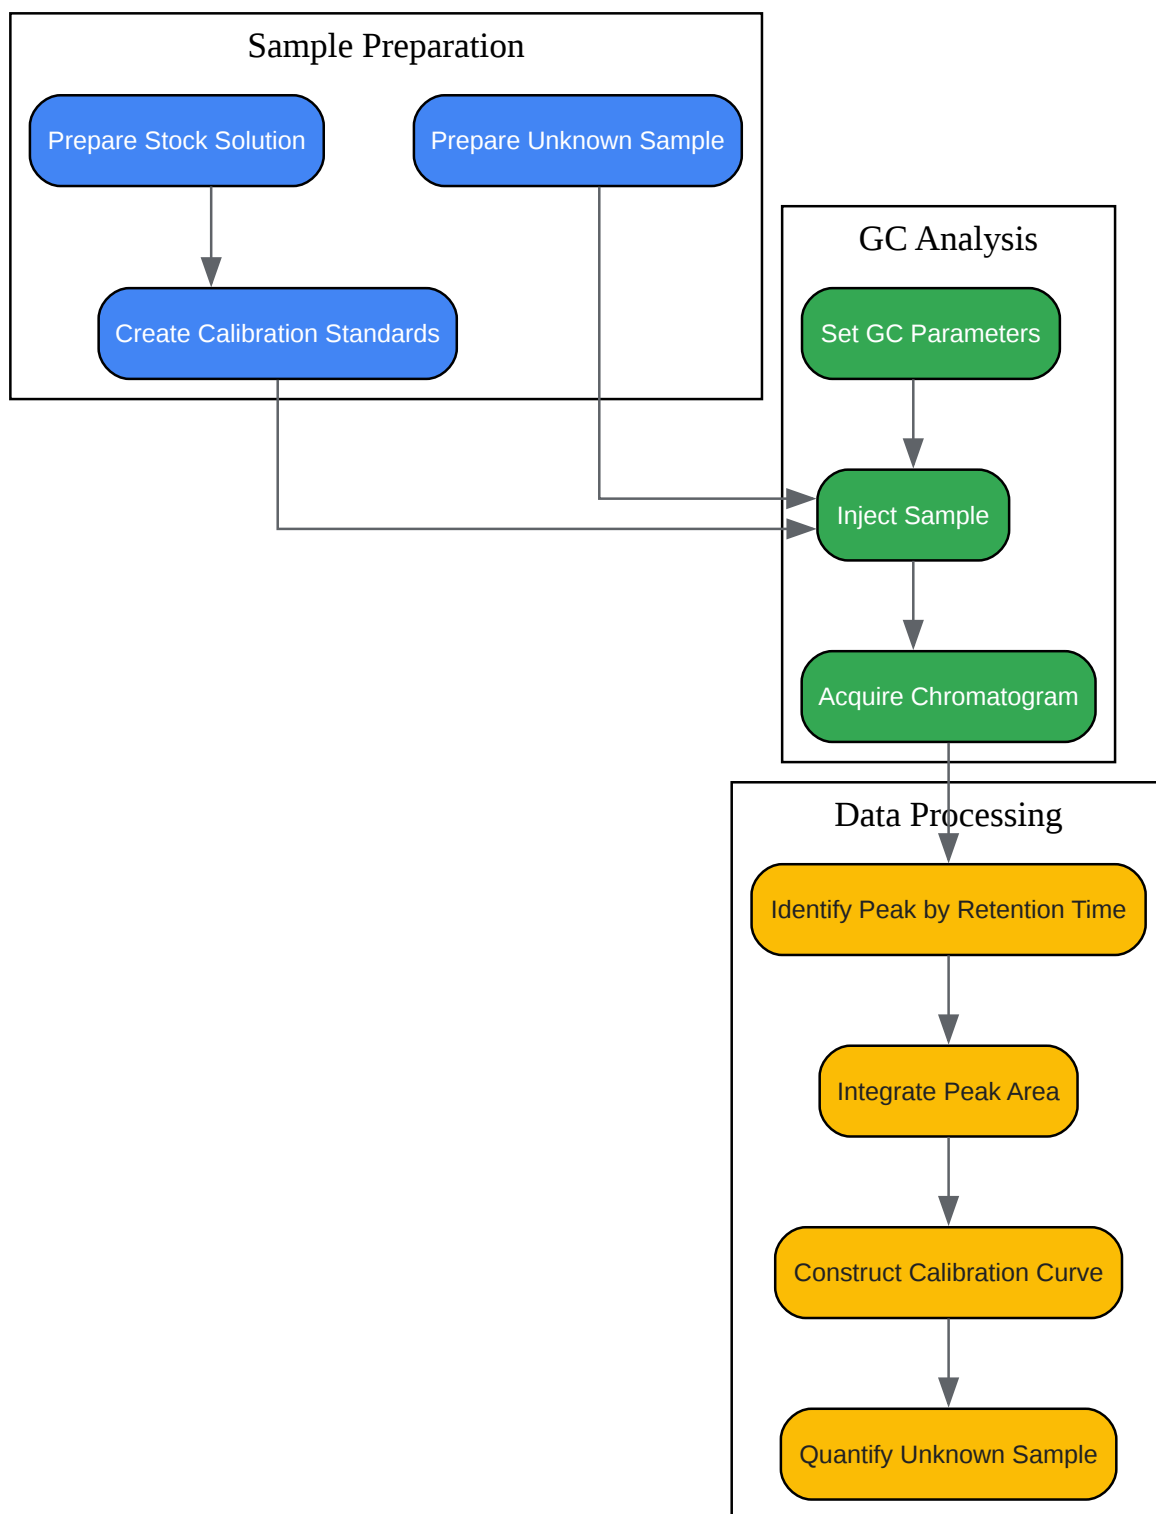 Sample Preparation
Prepare Stock Solution
Prepare Unknown Sample
Create Calibration Standards
GC Analysis
Set GC Parameters
Inject Sample
Acquire Chromatogram
Data Processing
Identify Peak by Retention Time
Integrate Peak Area
Construct Calibration Curve
Quantify Unknown Sample